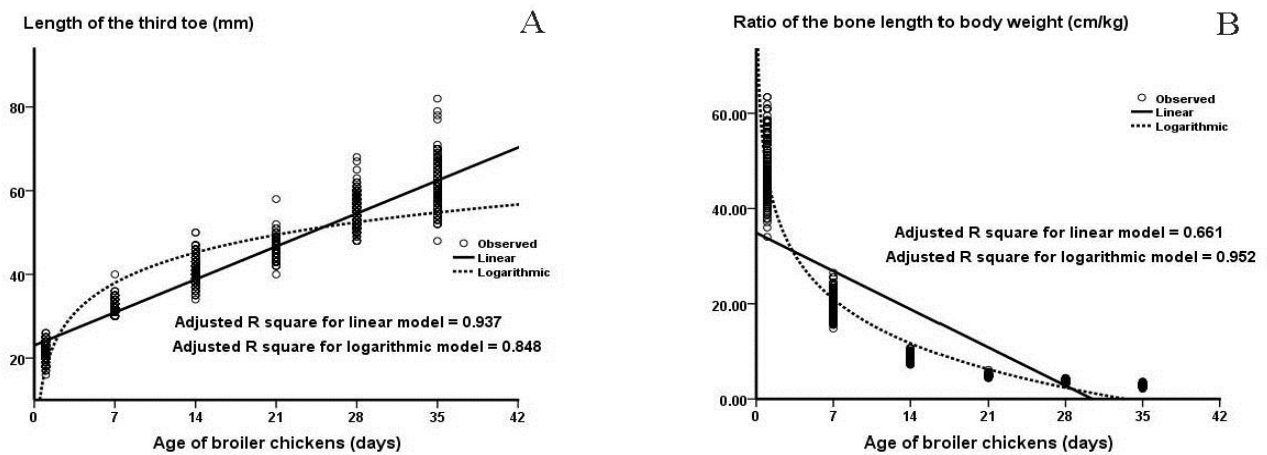 Length of the third toe (mm)
A
80
60
40
20
0 7 14 21 28 35 42
Observed
Linear
Logarithmic
Adjusted R square for linear model = 0.937
Adjusted R square for logarithmic model = 0.848
Age of broiler chickens (days)
Ratio of the bone length to body weight (cm/kg)
B
60.00
40.00
20.00
0.00
0 7 14 21 28 35 42
Observed
Linear
Logarithmic
Adjusted R square for linear model = 0.661
Adjusted R square for logarithmic model = 0.952
Age of broiler chickens (days)